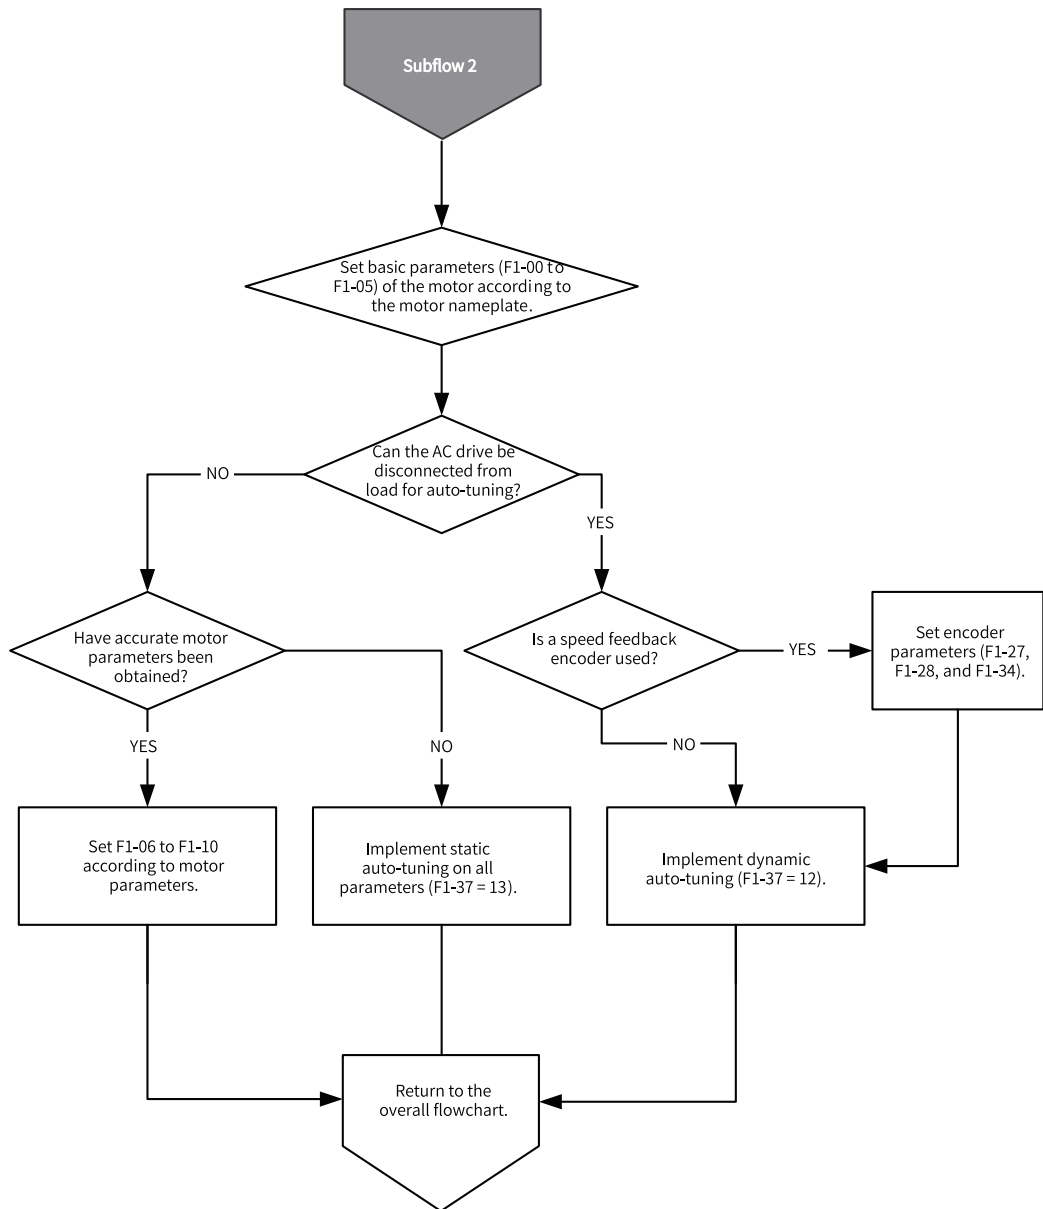 Subflow 2
Set basic parameters (F1-00 to
F1-05) of the motor according to
the motor nameplate.
Can the AC drive be
disconnected from
load for auto-tuning?
NO
YES
Have accurate motor
parameters been
obtained?
Is a speed feedback
encoder used?
YES
Set encoder
parameters (F1-27,
F1-28, and F1-34).
YES
NO
NO
Set F1-06 to F1-10
according to motor
parameters.
Implement static
auto-tuning on all
parameters (F1-37 = 13).
Implement dynamic
auto-tuning (F1-37 = 12).
Return to the
overall flowchart.